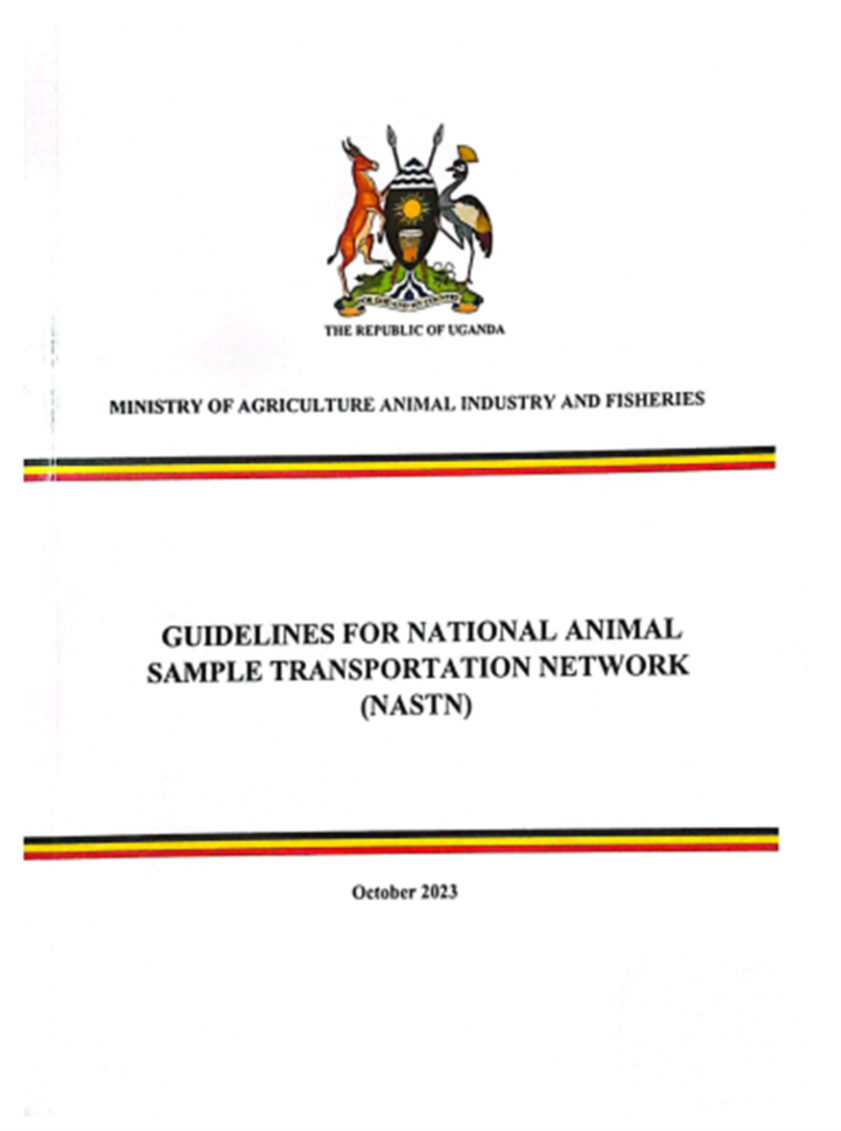 THE REPUBLIC OF UGANDA
MINISTRY OF AGRICULTURE ANIMAL INDUSTRY AND FISHERIES
GUIDELINES FOR NATIONAL ANIMAL
SAMPLE TRANSPORTATION NETWORK
(NASTN)
October 2023